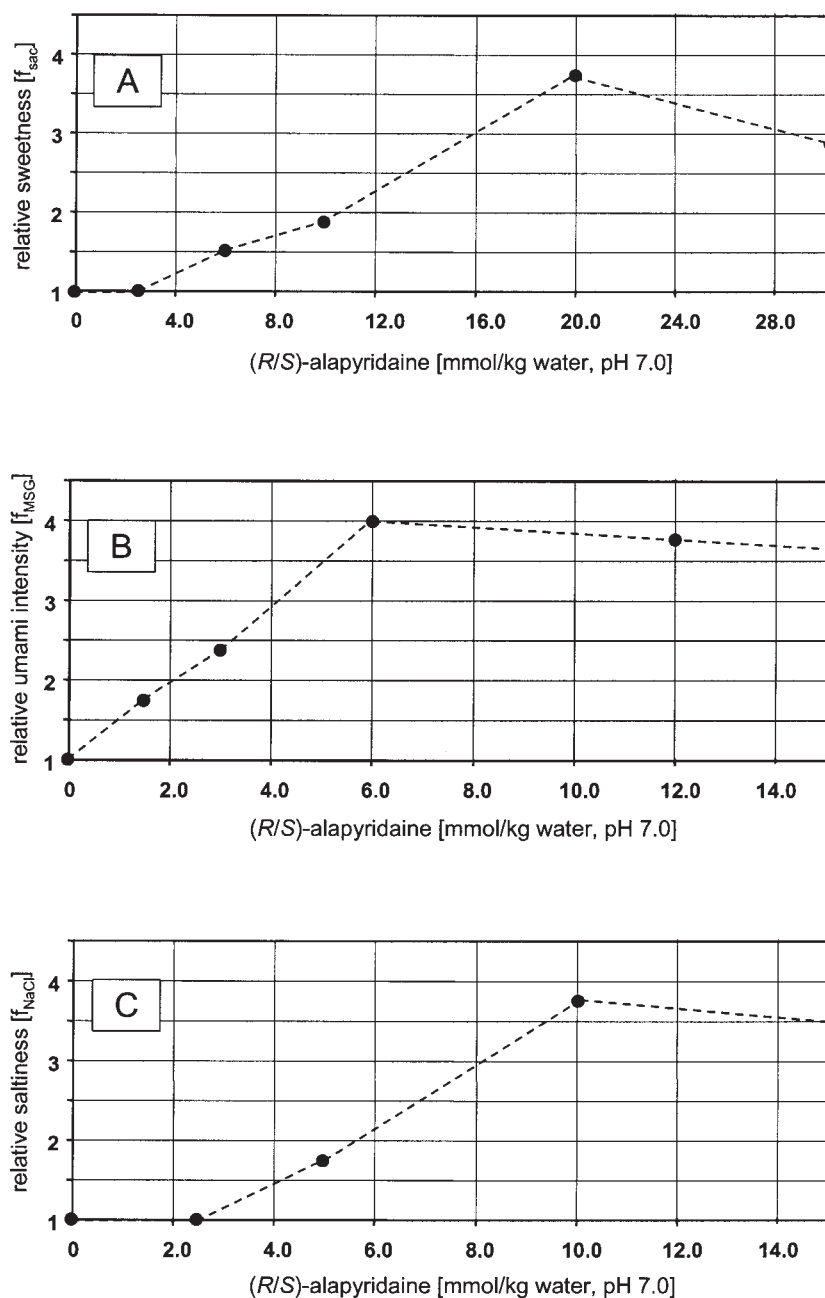 relative sweetness [f_sac]
A
4
3
2
1
0 4.0 8.0 12.0 16.0 20.0 24.0 28.0
(R/S)-alapyridaine [mmol/kg water, pH 7.0]
relative umami intensity [f_MSG]
B
4
3
2
1
0 2.0 4.0 6.0 8.0 10.0 12.0 14.0
(R/S)-alapyridaine [mmol/kg water, pH 7.0]
relative saltiness [f_NaCl]
C
4
3
2
1
0 2.0 4.0 6.0 8.0 10.0 12.0 14.0
(R/S)-alapyridaine [mmol/kg water, pH 7.0]